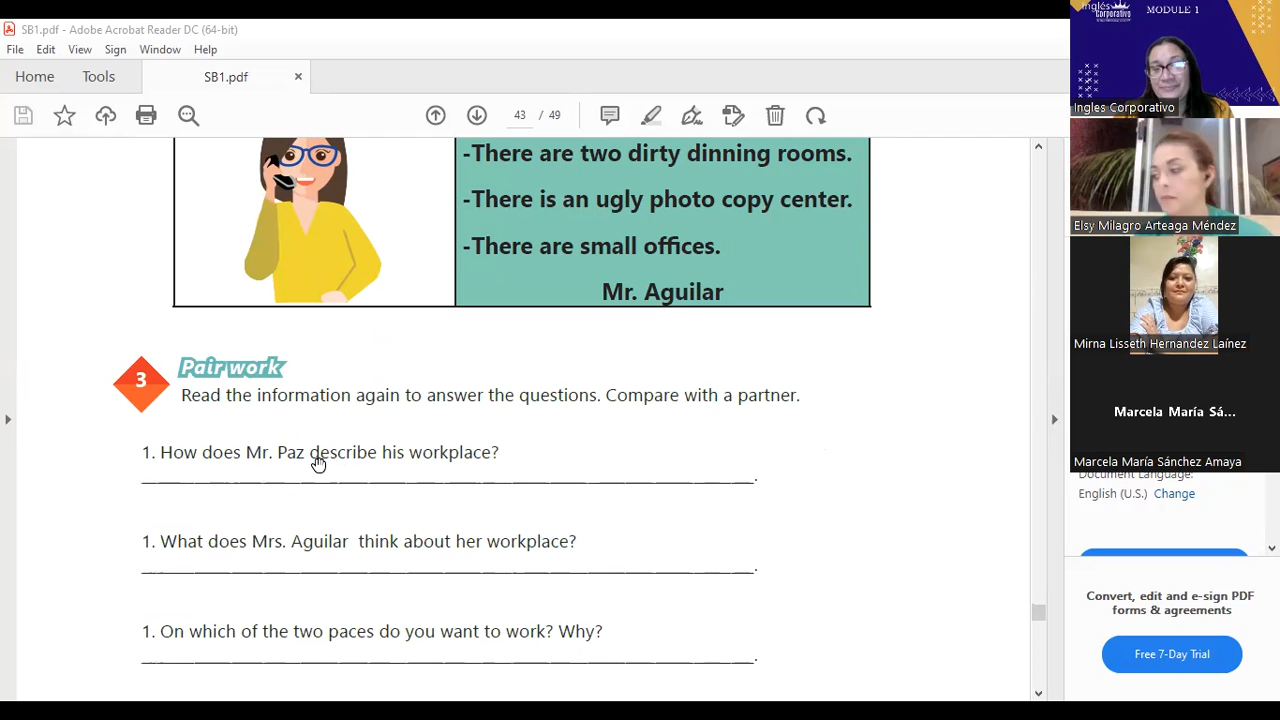 SB1.pdf - Adobe Acrobat Reader DC (64-bit)
File Edit View Sign Window Help
Home Tools SB1.pdf ×
43 / 49
-There are two dirty dinning rooms.
-There is an ugly photo copy center.
-There are small offices.
Mr. Aguilar
3
Pair work
Read the information again to answer the questions. Compare with a partner.
1. How does Mr. Paz describe his workplace?
1. What does Mrs. Aguilar think about her workplace?
1. On which of the two paces do you want to work? Why?
Inglés
Corporativo
MODULE 1
Ingles Corporativo
Elsy Milagro Arteaga Méndez
Mirna Lisseth Hernandez Laínez
Marcela María Sá...
Marcela María Sánchez Amaya
Document Language:
English (U.S.) Change
Convert, edit and e-sign PDF
forms & agreements
Free 7-Day Trial